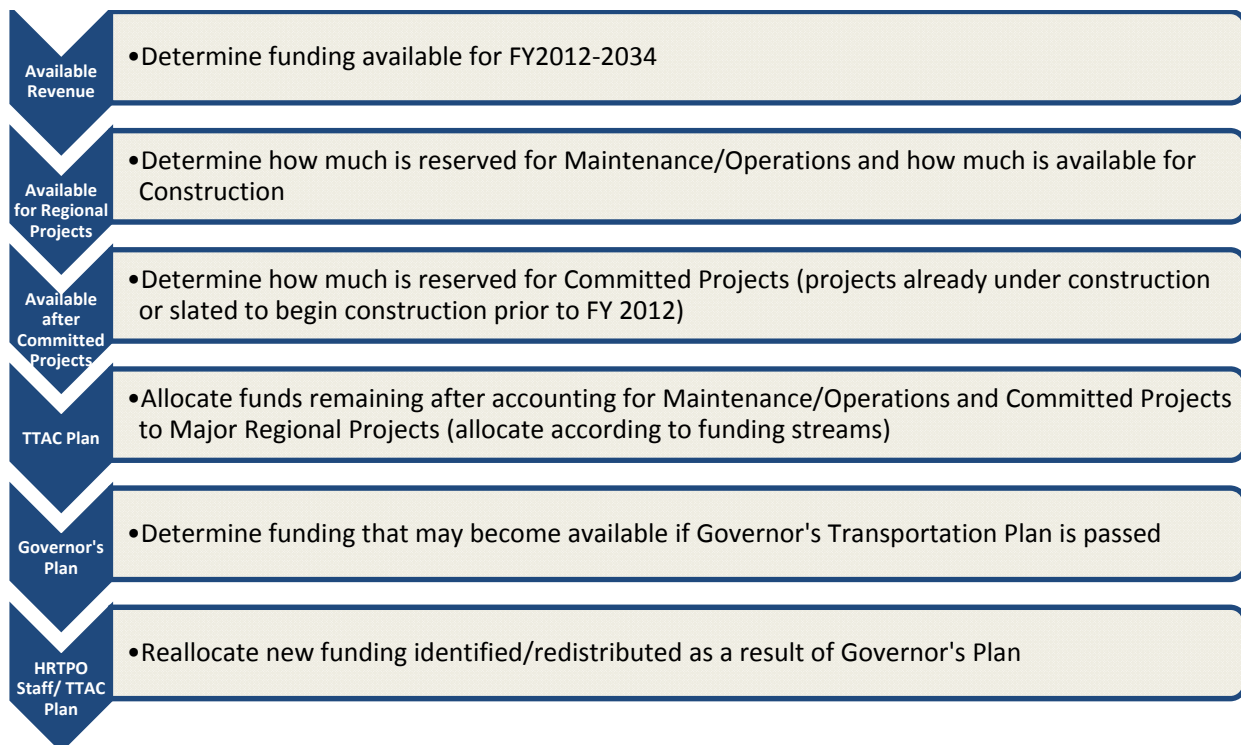 Available
Revenue
•Determine funding available for FY2012-2034
Available
for Regional
Projects
•Determine how much is reserved for Maintenance/Operations and how much is available for
Construction
Available
after
Committed
Projects
•Determine how much is reserved for Committed Projects (projects already under construction
or slated to begin construction prior to FY 2012)
TTAC Plan
•Allocate funds remaining after accounting for Maintenance/Operations and Committed Projects
to Major Regional Projects (allocate according to funding streams)
Governor's
Plan
•Determine funding that may become available if Governor's Transportation Plan is passed
HRTPO
Staff/ TTAC
Plan
•Reallocate new funding identified/redistributed as a result of Governor's Plan